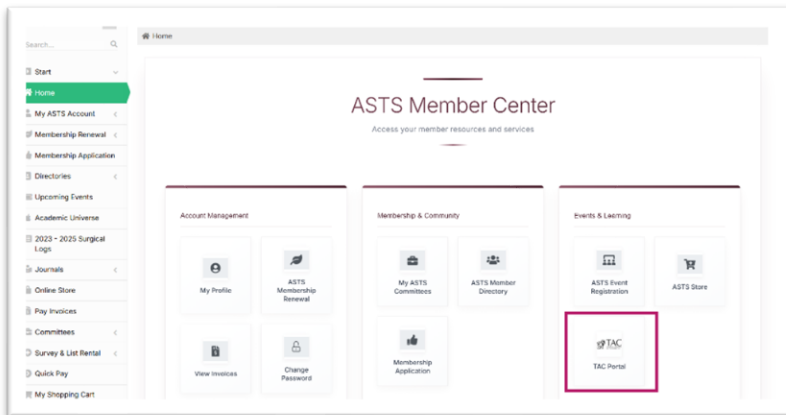 Search...
Home
Start
Home
My ASTS Account
Membership Renewal
Membership Application
Directories
Upcoming Events
Academic Universe
2023 - 2025 Surgical
Logs
Journals
Online Store
Pay Invoices
Committees
Survey & List Rental
Quick Pay
My Shopping Cart
ASTS Member Center
Access your member resources and services
Account Management
My Profile
ASTS
Membership
Renewal
View Invoices
Change
Password
Membership & Community
My ASTS
Committees
ASTS Member
Directory
Membership
Application
Events & Learning
ASTS Event
Registration
ASTS Store
TAC
TAC Portal